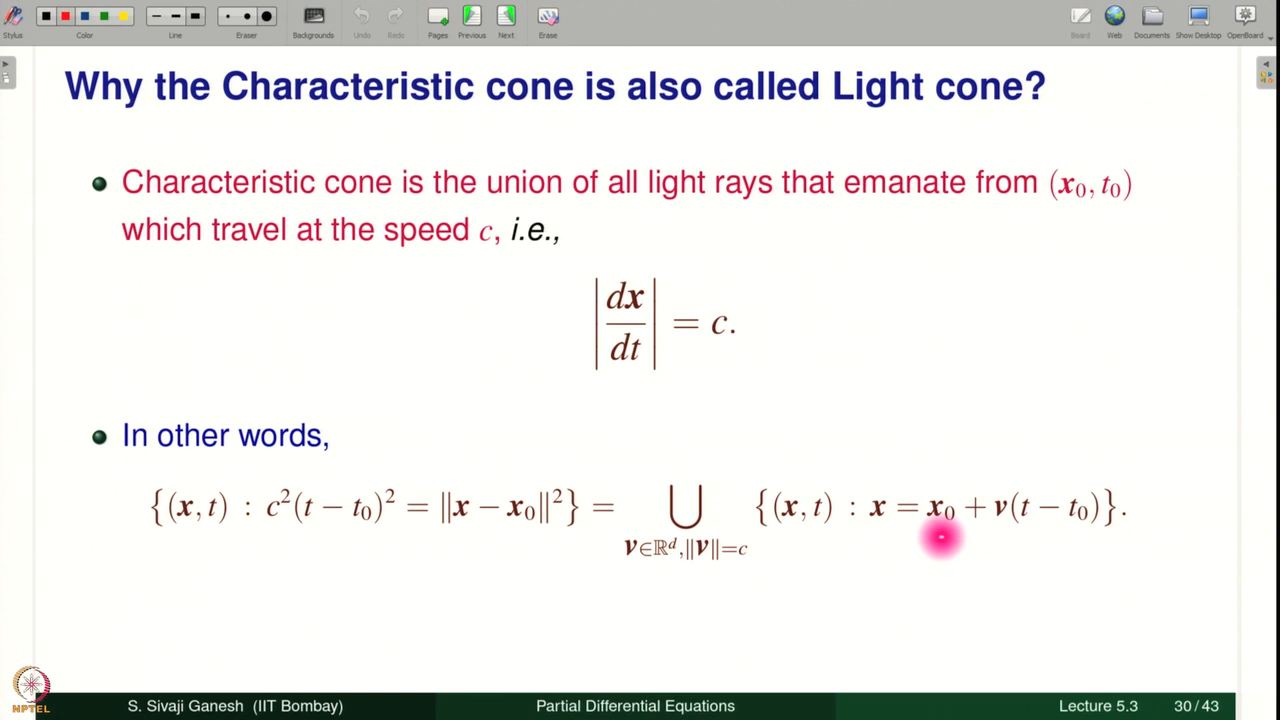 Stylus Color Line Eraser Backgrounds Undo Redo Pages Previous Next Erase Board Web Documents Show Desktop OpenBoard
Why the Characteristic cone is also called Light cone?
Characteristic cone is the union of all light rays that emanate from (x₀, t₀)
which travel at the speed c, i.e.,
|dx/dt| = c.
In other words,
{(x, t) : c²(t − t₀)² = ‖x − x₀‖²} = ⋃_{v∈ℝᵈ,‖v‖=c} {(x, t) : x = x₀ + v(t − t₀)}.
NPTEL
S. Sivaji Ganesh (IIT Bombay) Partial Differential Equations Lecture 5.3 30/43